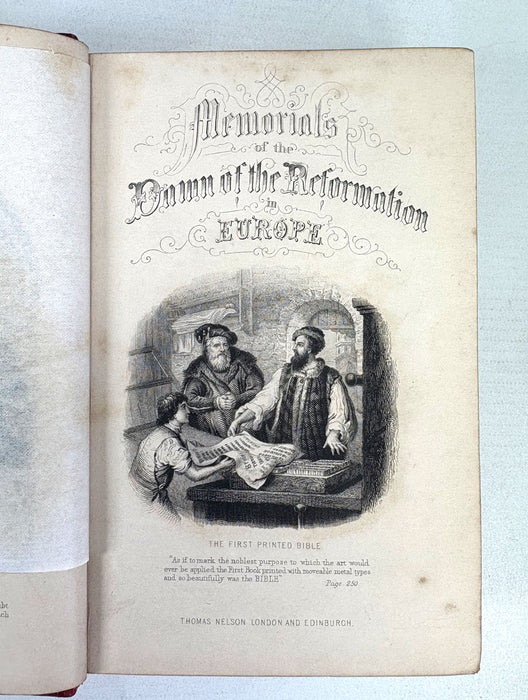 Memorials
of the
Dawn of the Reformation
in
EUROPE
THE FIRST PRINTED BIBLE.
"As if to mark the noblest purpose to which the art would
ever be applied the First Book printed with moveable metal types
and so beautifully was the BIBLE"
Page 250.
THOMAS NELSON LONDON AND EDINBURGH.